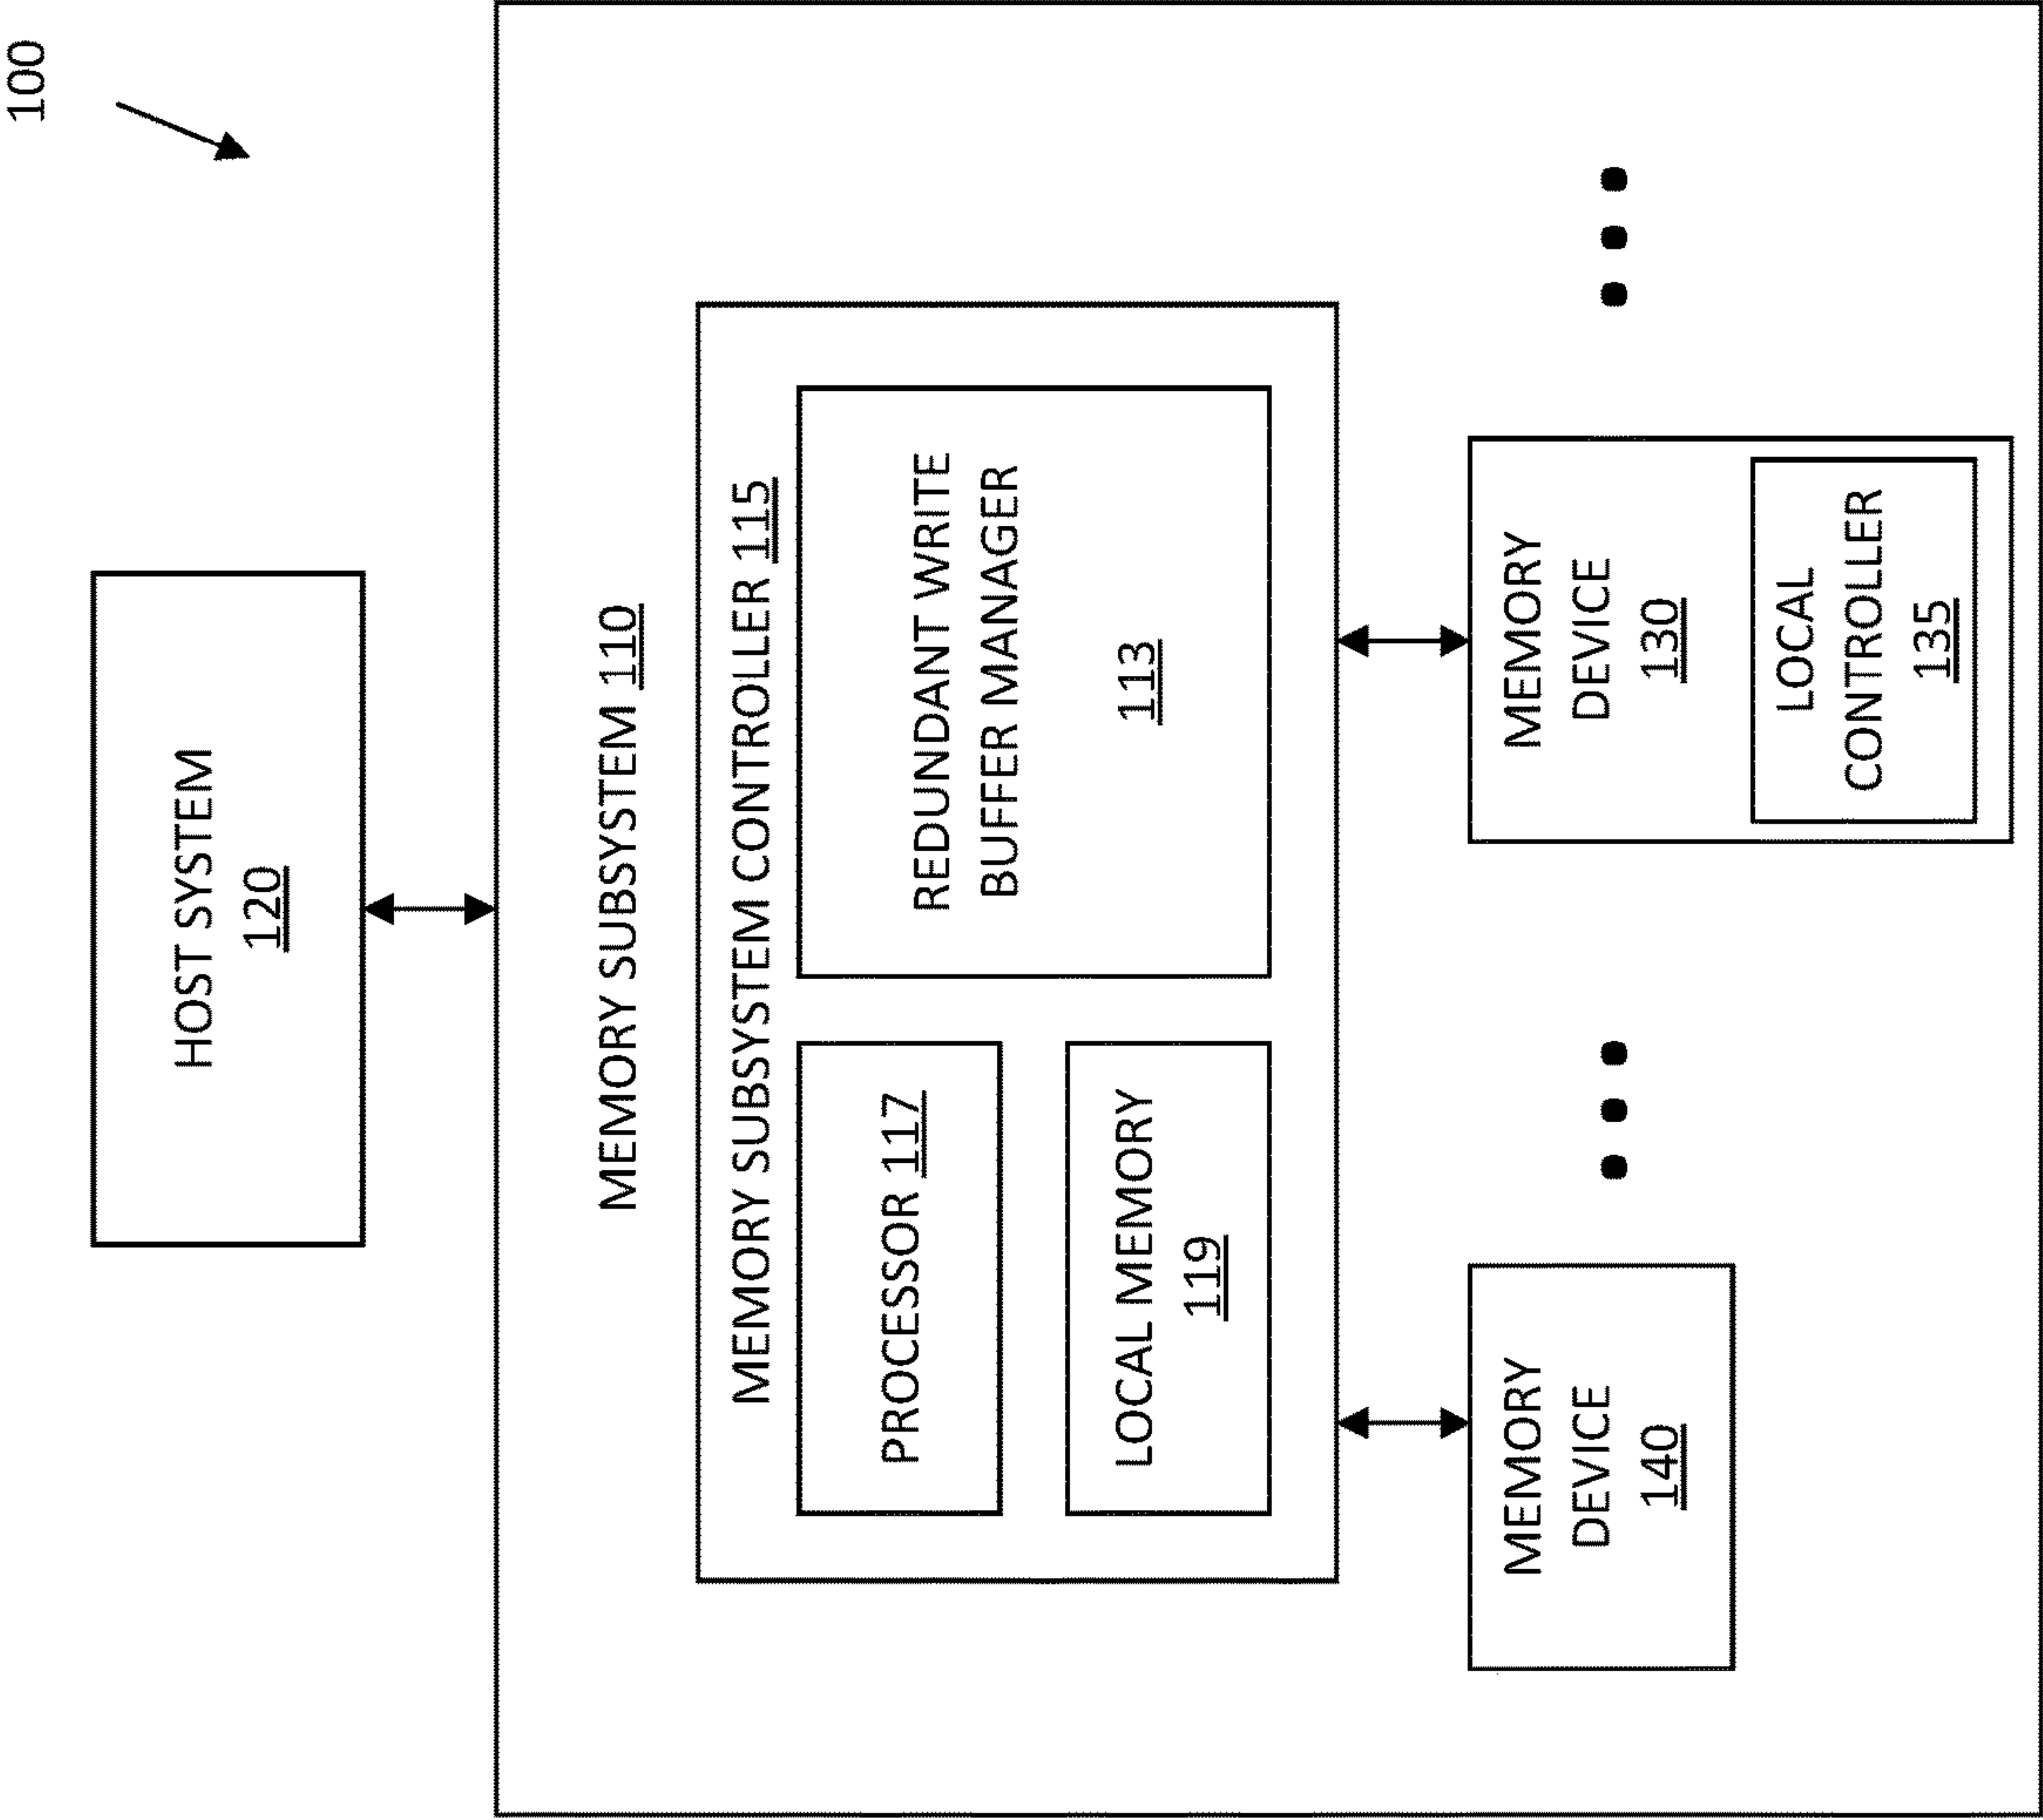 100
HOST SYSTEM
120
MEMORY SUBSYSTEM 110
MEMORY SUBSYSTEM CONTROLLER 115
PROCESSOR 117
LOCAL MEMORY
119
REDUNDANT WRITE
BUFFER MANAGER
113
MEMORY
DEVICE
140
MEMORY
DEVICE
130
LOCAL
CONTROLLER
135